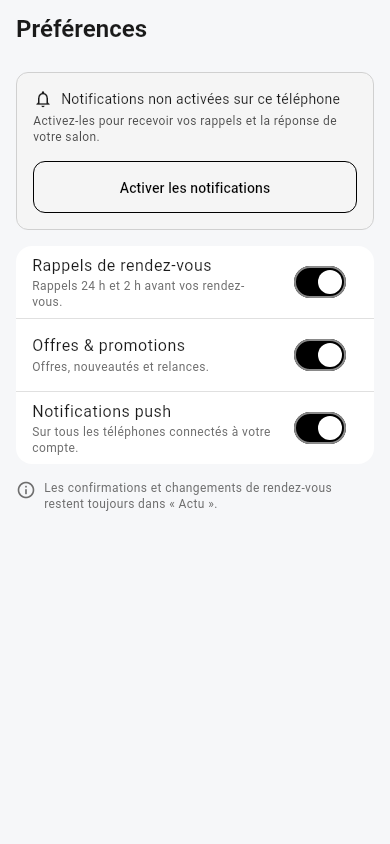 Préférences
Notifications non activées sur ce téléphone
Activez-les pour recevoir vos rappels et la réponse de
votre salon.
Activer les notifications
Rappels de rendez-vous
Rappels 24 h et 2 h avant vos rendez-
vous.
Offres & promotions
Offres, nouveautés et relances.
Notifications push
Sur tous les téléphones connectés à votre
compte.
Les confirmations et changements de rendez-vous
restent toujours dans « Actu ».